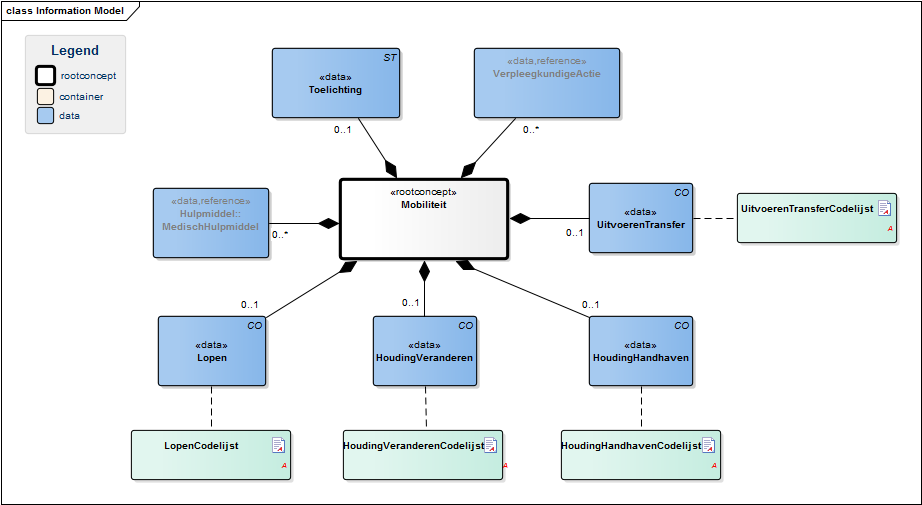 class Information Model
Legend
rootconcept
container
data
ST
«data»
Toelichting
0..1
«data,reference»
VerpleegkundigeActie
0..*
«data,reference»
Hulpmiddel::
MedischHulpmiddel
0..*
«rootconcept»
Mobiliteit
CO
«data»
UitvoerenTransfer
0..1
UitvoerenTransferCodelijst
A
0..1
CO
«data»
Lopen
0..1
CO
«data»
HoudingVeranderen
0..1
CO
«data»
HoudingHandhaven
LopenCodelijst
A
HoudingVeranderenCodelijst
A
HoudingHandhavenCodelijst
A